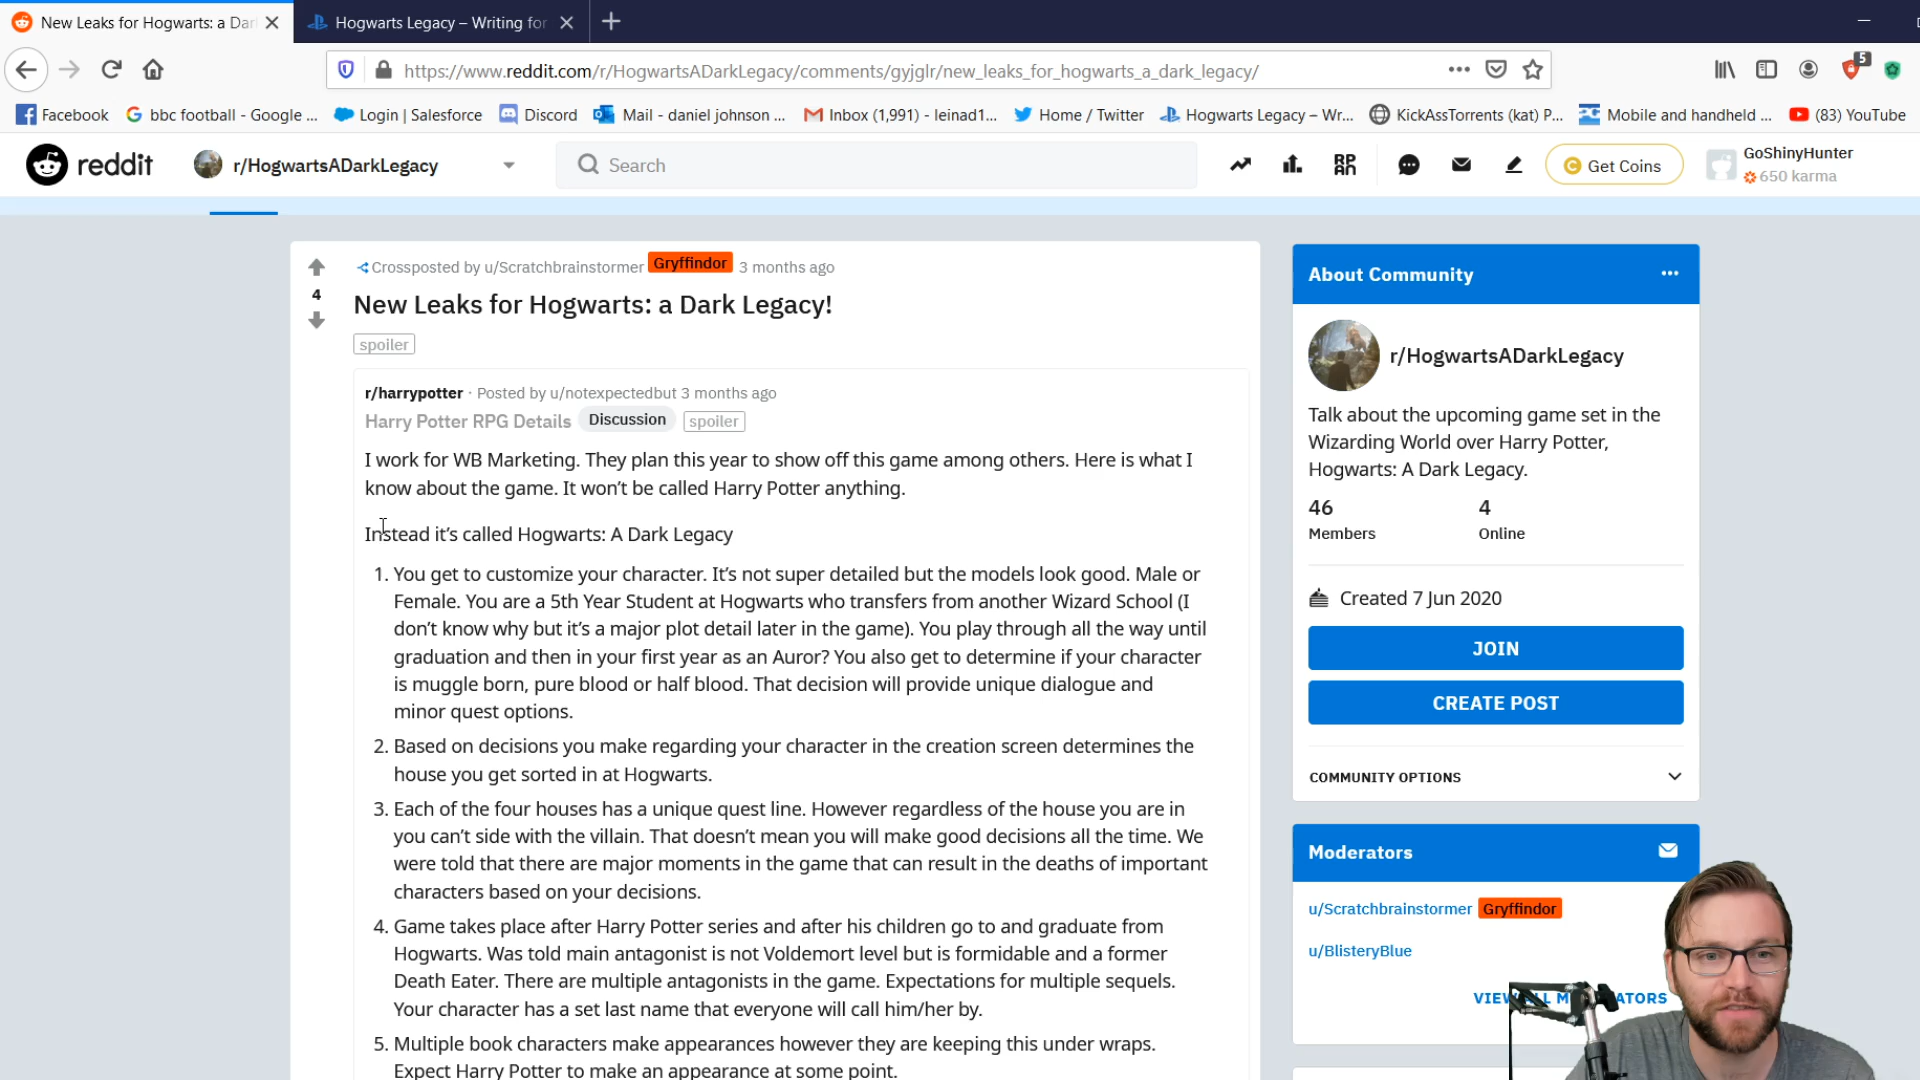 New Leaks for Hogwarts: a Dar
Hogwarts Legacy – Writing for
https://www.reddit.com/r/HogwartsADarkLegacy/comments/gyjglr/new_leaks_for_hogwarts_a_dark_legacy/
5
Facebook
bbc football - Google ...
Login | Salesforce
Discord
Mail - daniel johnson ...
Inbox (1,991) - leinad1...
Home / Twitter
Hogwarts Legacy – Wr...
KickAssTorrents (kat) P...
Mobile and handheld ...
(83) YouTube
reddit
r/HogwartsADarkLegacy
Search
Get Coins
GoShinyHunter
650 karma
Crossposted by u/Scratchbrainstormer Gryffindor 3 months ago
4
New Leaks for Hogwarts: a Dark Legacy!
spoiler
r/harrypotter · Posted by u/notexpectedbut 3 months ago
Harry Potter RPG Details Discussion spoiler
I work for WB Marketing. They plan this year to show off this game among others. Here is what I
know about the game. It won't be called Harry Potter anything.
Instead it's called Hogwarts: A Dark Legacy
1. You get to customize your character. It's not super detailed but the models look good. Male or
Female. You are a 5th Year Student at Hogwarts who transfers from another Wizard School (I
don't know why but it's a major plot detail later in the game). You play through all the way until
graduation and then in your first year as an Auror? You also get to determine if your character
is muggle born, pure blood or half blood. That decision will provide unique dialogue and
minor quest options.
2. Based on decisions you make regarding your character in the creation screen determines the
house you get sorted in at Hogwarts.
3. Each of the four houses has a unique quest line. However regardless of the house you are in
you can't side with the villain. That doesn't mean you will make good decisions all the time. We
were told that there are major moments in the game that can result in the deaths of important
characters based on your decisions.
4. Game takes place after Harry Potter series and after his children go to and graduate from
Hogwarts. Was told main antagonist is not Voldemort level but is formidable and a former
Death Eater. There are multiple antagonists in the game. Expectations for multiple sequels.
Your character has a set last name that everyone will call him/her by.
5. Multiple book characters make appearances however they are keeping this under wraps.
Expect Harry Potter to make an appearance at some point.
About Community
r/HogwartsADarkLegacy
Talk about the upcoming game set in the
Wizarding World over Harry Potter,
Hogwarts: A Dark Legacy.
46
Members
4
Online
Created 7 Jun 2020
JOIN
CREATE POST
COMMUNITY OPTIONS
Moderators
u/Scratchbrainstormer Gryffindor
u/BlisteryBlue